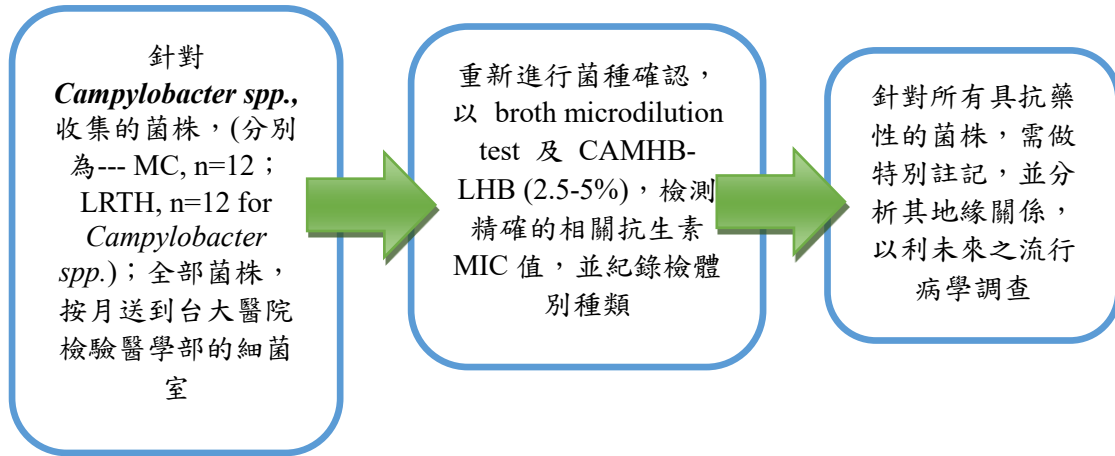 針對
Campylobacter spp.,
收集的菌株，(分別
為--- MC, n=12；
LRTH, n=12 for
Campylobacter
spp.)；全部菌株，
按月送到台大醫院
檢驗醫學部的細菌
室
重新進行菌種確認，
以 broth microdilution
test 及 CAMHB-
LHB (2.5-5%)，檢測
精確的相關抗生素
MIC 值，並紀錄檢體
別種類
針對所有具抗藥
性的菌株，需做
特別註記，並分
析其地緣關係，
以利未來之流行
病學調查